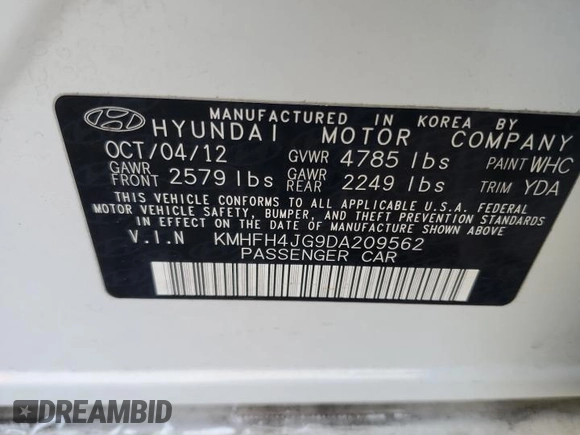 MANUFACTURED IN KOREA BY
HYUNDAI MOTOR COMPANY
OCT/04/12 GVWR 4785 lbs PAINT WHC
GAWR FRONT 2579 lbs GAWR REAR 2249 lbs TRIM YDA
THIS VEHICLE CONFORMS TO ALL APPLICABLE U.S.A. FEDERAL
MOTOR VEHICLE SAFETY, BUMPER, AND THEFT PREVENTION STANDARDS
IN EFFECT ON THE DATE OF MANUFACTURE SHOWN ABOVE.
V.I.N KMHFH4JG9DA209562
PASSENGER CAR
DREAMBID